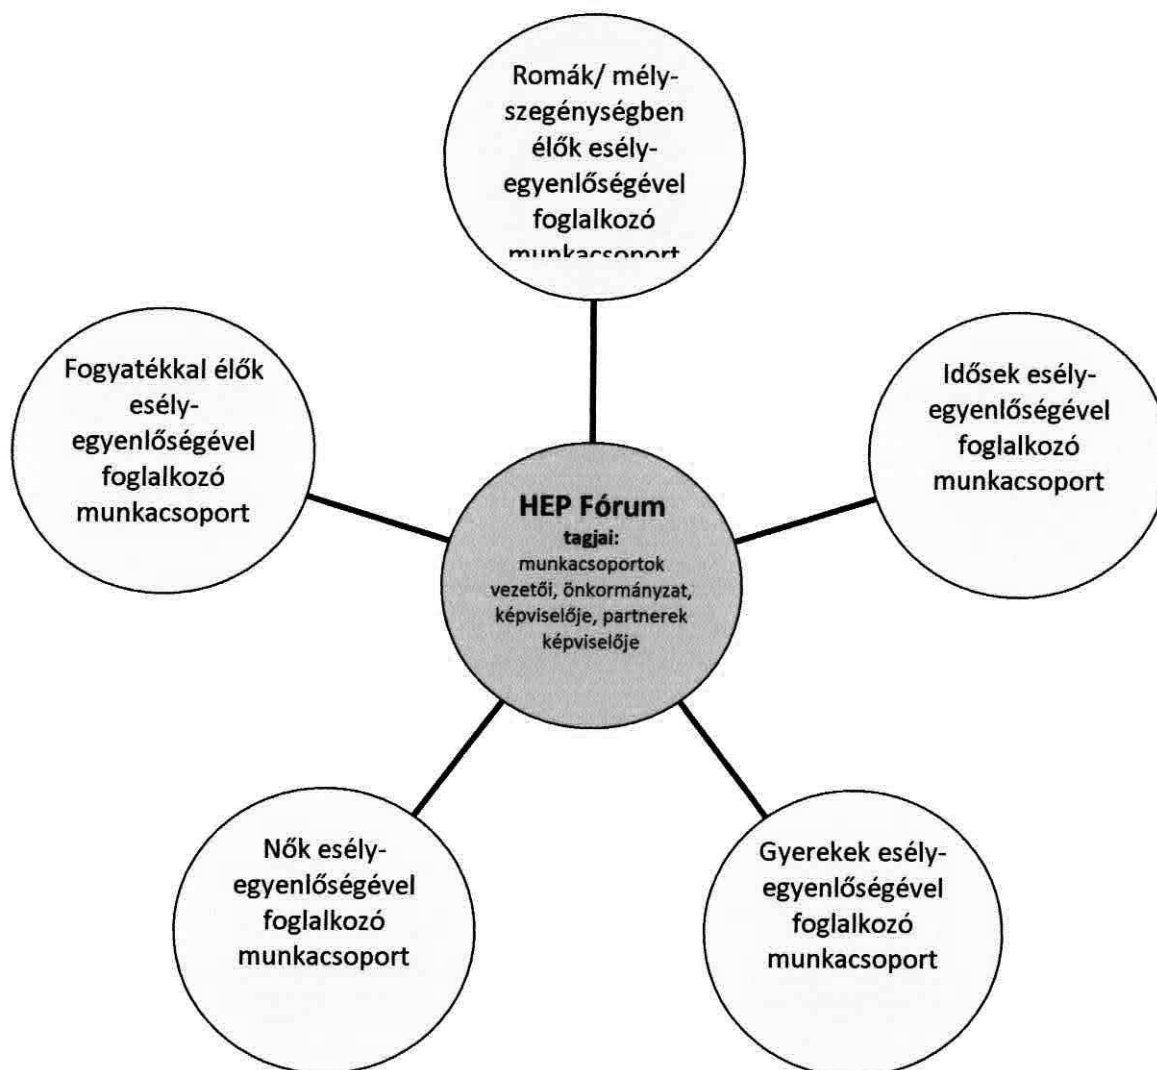 Romák/ mély-
szegénységben
élők esély-
egyenlőségével
foglalkozó
munkacsoport
Fogyatékkal élők
esély-
egyenlőségével
foglalkozó
munkacsoport
Idősek esély-
egyenlőségével
foglalkozó
munkacsoport
HEP Fórum
tagjai:
munkacsoportok
vezetői, önkormányzat,
képviselője, partnerek
képviselője
Nők esély-
egyenlőségével
foglalkozó
munkacsoport
Gyerekek esély-
egyenlőségével
foglalkozó
munkacsoport